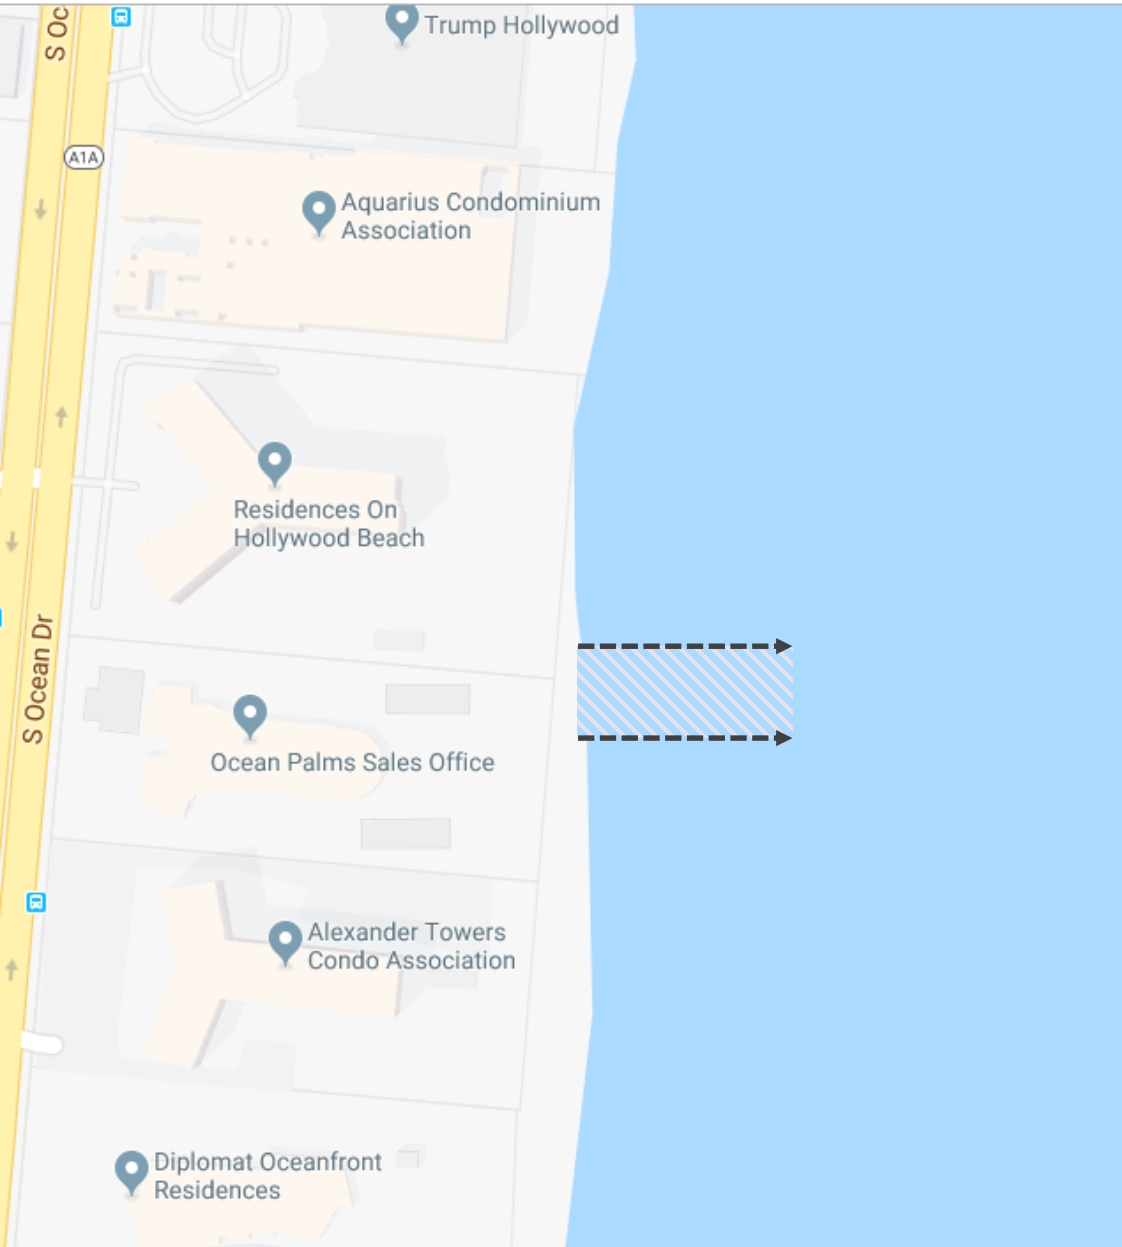 S Oc
Trump Hollywood
A1A
Aquarius Condominium
Association
Residences On
Hollywood Beach
S Ocean Dr
Ocean Palms Sales Office
Alexander Towers
Condo Association
Diplomat Oceanfront
Residences